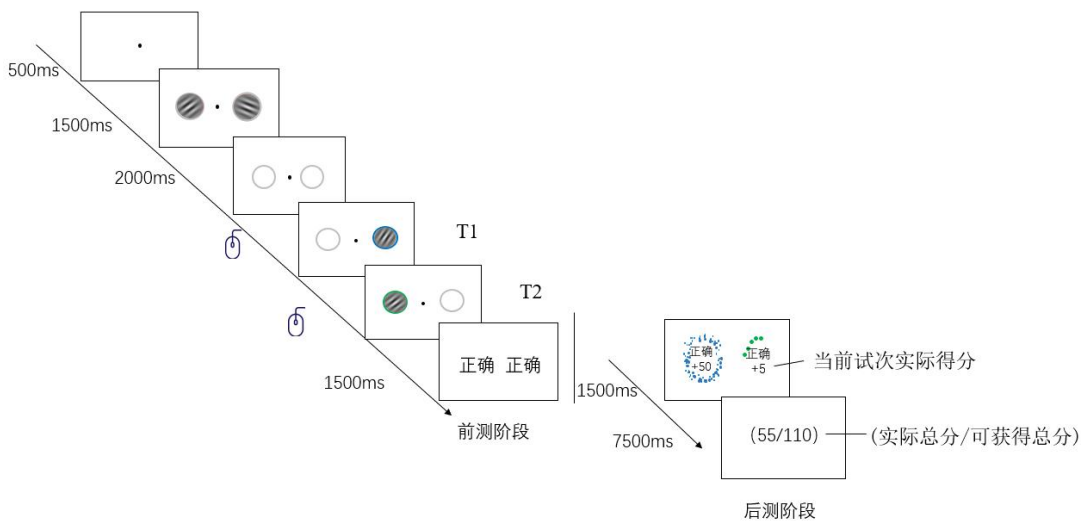 500ms
1500ms
2000ms
T1
T2
1500ms
正确 正确
前测阶段
正确
+50
正确
+5
当前试次实际得分
1500ms
7500ms
（55/110）
(实际总分/可获得总分)
后测阶段